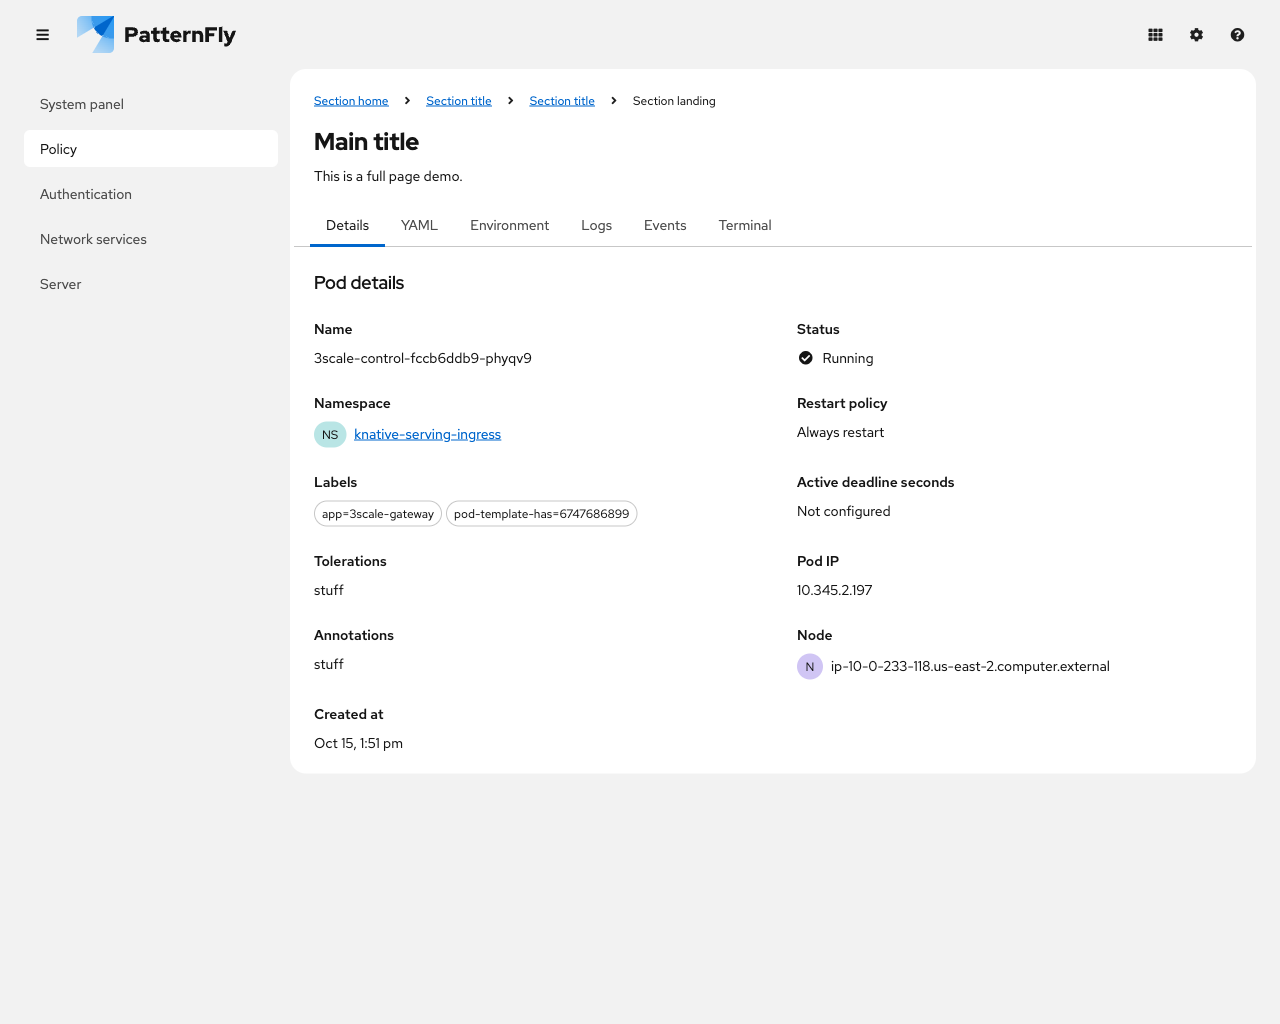 PatternFly
System panel
Policy
Authentication
Network services
Server
Section home
Section title
Section title
Section landing
Main title
This is a full page demo.
Details
YAML
Environment
Logs
Events
Terminal
Pod details
Name
3scale-control-fccb6ddb9-phyqv9
Status
Running
Namespace
NS knative-serving-ingress
Restart policy
Always restart
Labels
app=3scale-gateway
pod-template-has=6747686899
Active deadline seconds
Not configured
Tolerations
stuff
Pod IP
10.345.2.197
Annotations
stuff
Node
N ip-10-0-233-118.us-east-2.computer.external
Created at
Oct 15, 1:51 pm